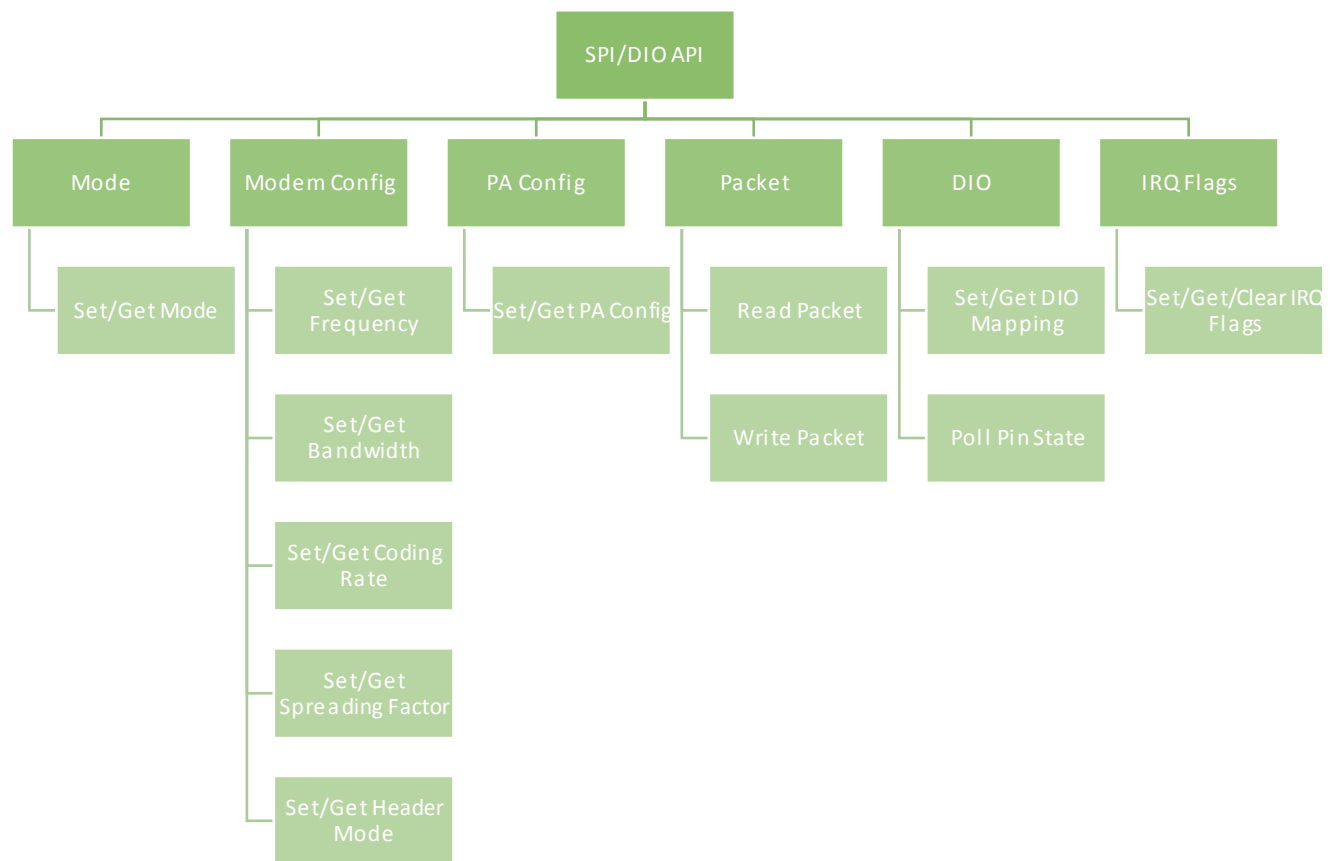 SPI/DIO API
Mode
Modem Config
PA Config
Packet
DIO
IRQ Flags
Set/Get Mode
Set/Get
Frequency
Set/Get
Bandwidth
Set/Get Coding
Rate
Set/Get
Spreading Factor
Set/Get Header
Mode
Set/Get PA Config
Read Packet
Write Packet
Set/Get DIO
Mapping
Poll Pin State
Set/Get/Clear IRQ
Flags